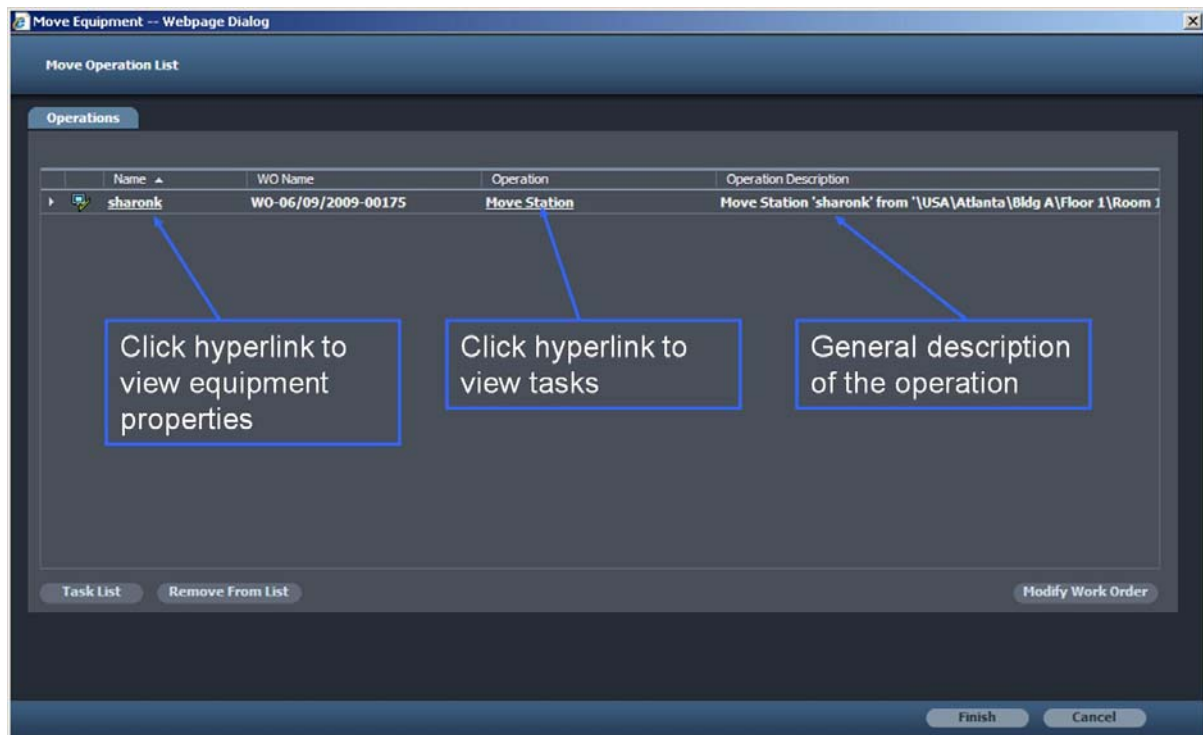 Move Equipment -- Webpage Dialog
Move Operation List
Operations
Name WO Name Operation Operation Description
sharonk WO-06/09/2009-00175 Move Station Move Station 'sharonk' from '\USA\Atlanta\Bldg A\Floor 1\Room 1
Click hyperlink to
view equipment
properties
Click hyperlink to
view tasks
General description
of the operation
Task List Remove From List Modify Work Order
Finish Cancel